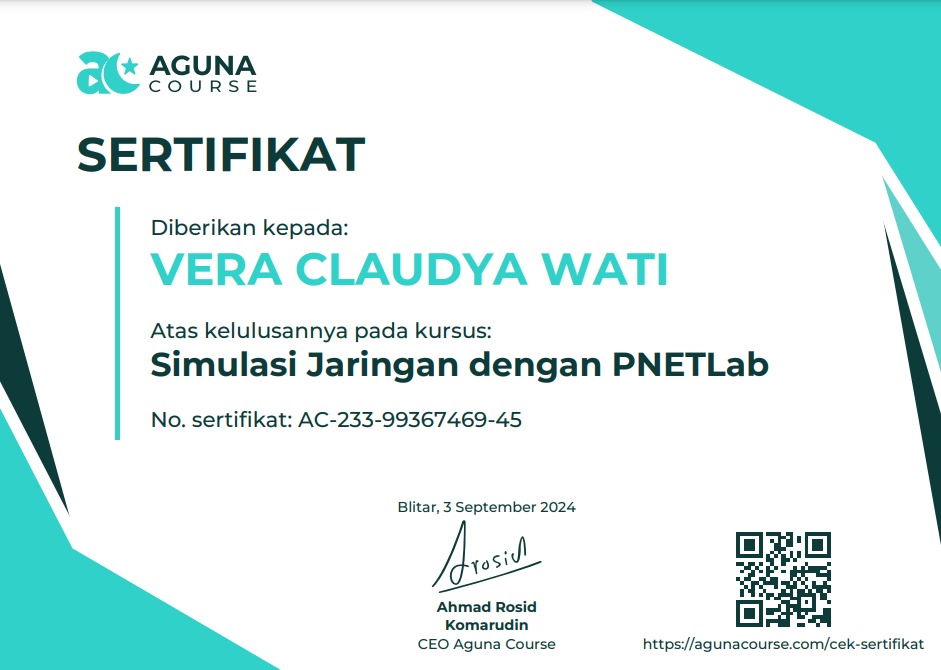 AGUNA
COURSE
SERTIFIKAT
Diberikan kepada:
VERA CLAUDYA WATI
Atas kelulusannya pada kursus:
Simulasi Jaringan dengan PNETLab
No. sertifikat: AC-233-99367469-45
Blitar, 3 September 2024
Arosid
Ahmad Rosid
Komarudin
CEO Aguna Course
https://agunacourse.com/cek-sertifikat